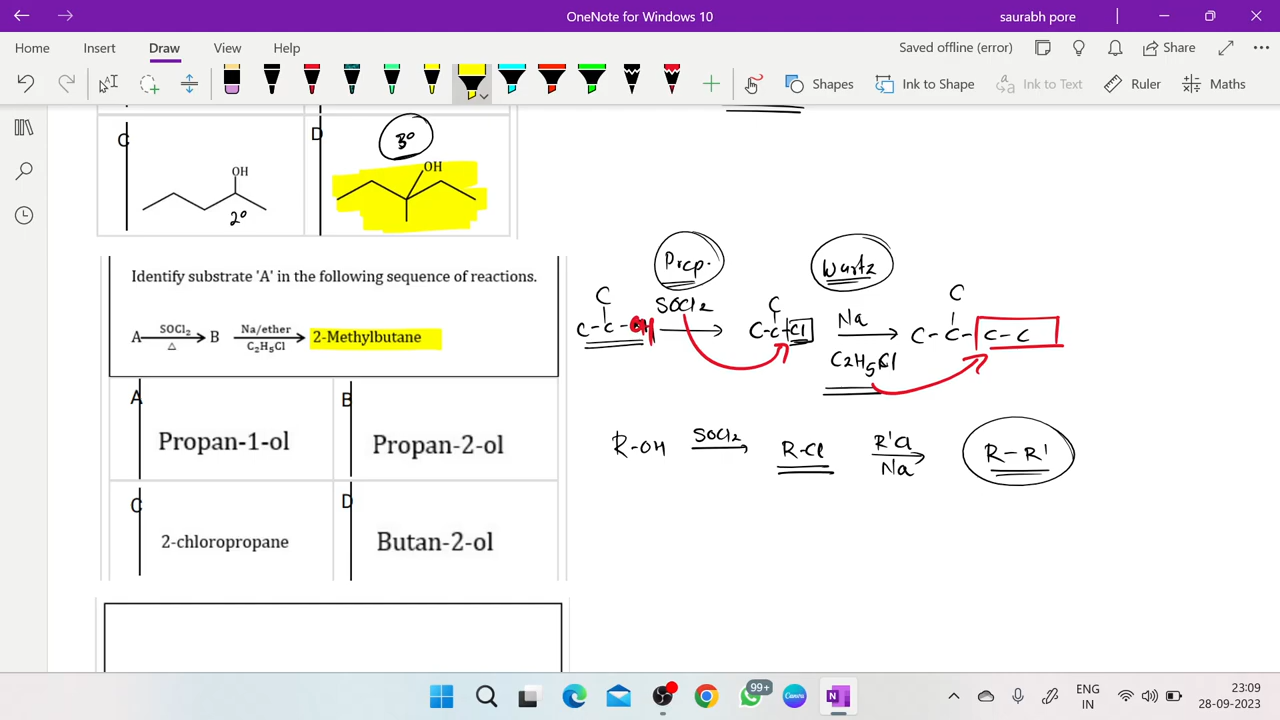 OneNote for Windows 10
saurabh pore
Home Insert Draw View Help
Saved offline (error)
Share
Shapes
Ink to Shape
Ink to Text
Ruler
Maths
C
OH
2°
D
3°
OH
Identify substrate 'A' in the following sequence of reactions.
A SOCl₂ △ B Na/ether C₂H₅Cl 2-Methylbutane
A
Propan-1-ol
B
Propan-2-ol
C
2-chloropropane
D
Butan-2-ol
Prep.
Wurtz
C
SOCl2
C
C
C-C-OH
C-C-Cl
Na
C-C-C-C
C2H5Cl
R-OH SOCl2 R-Cl R'Cl Na R-R'
99+
ENG
IN
23:09
28-09-2023